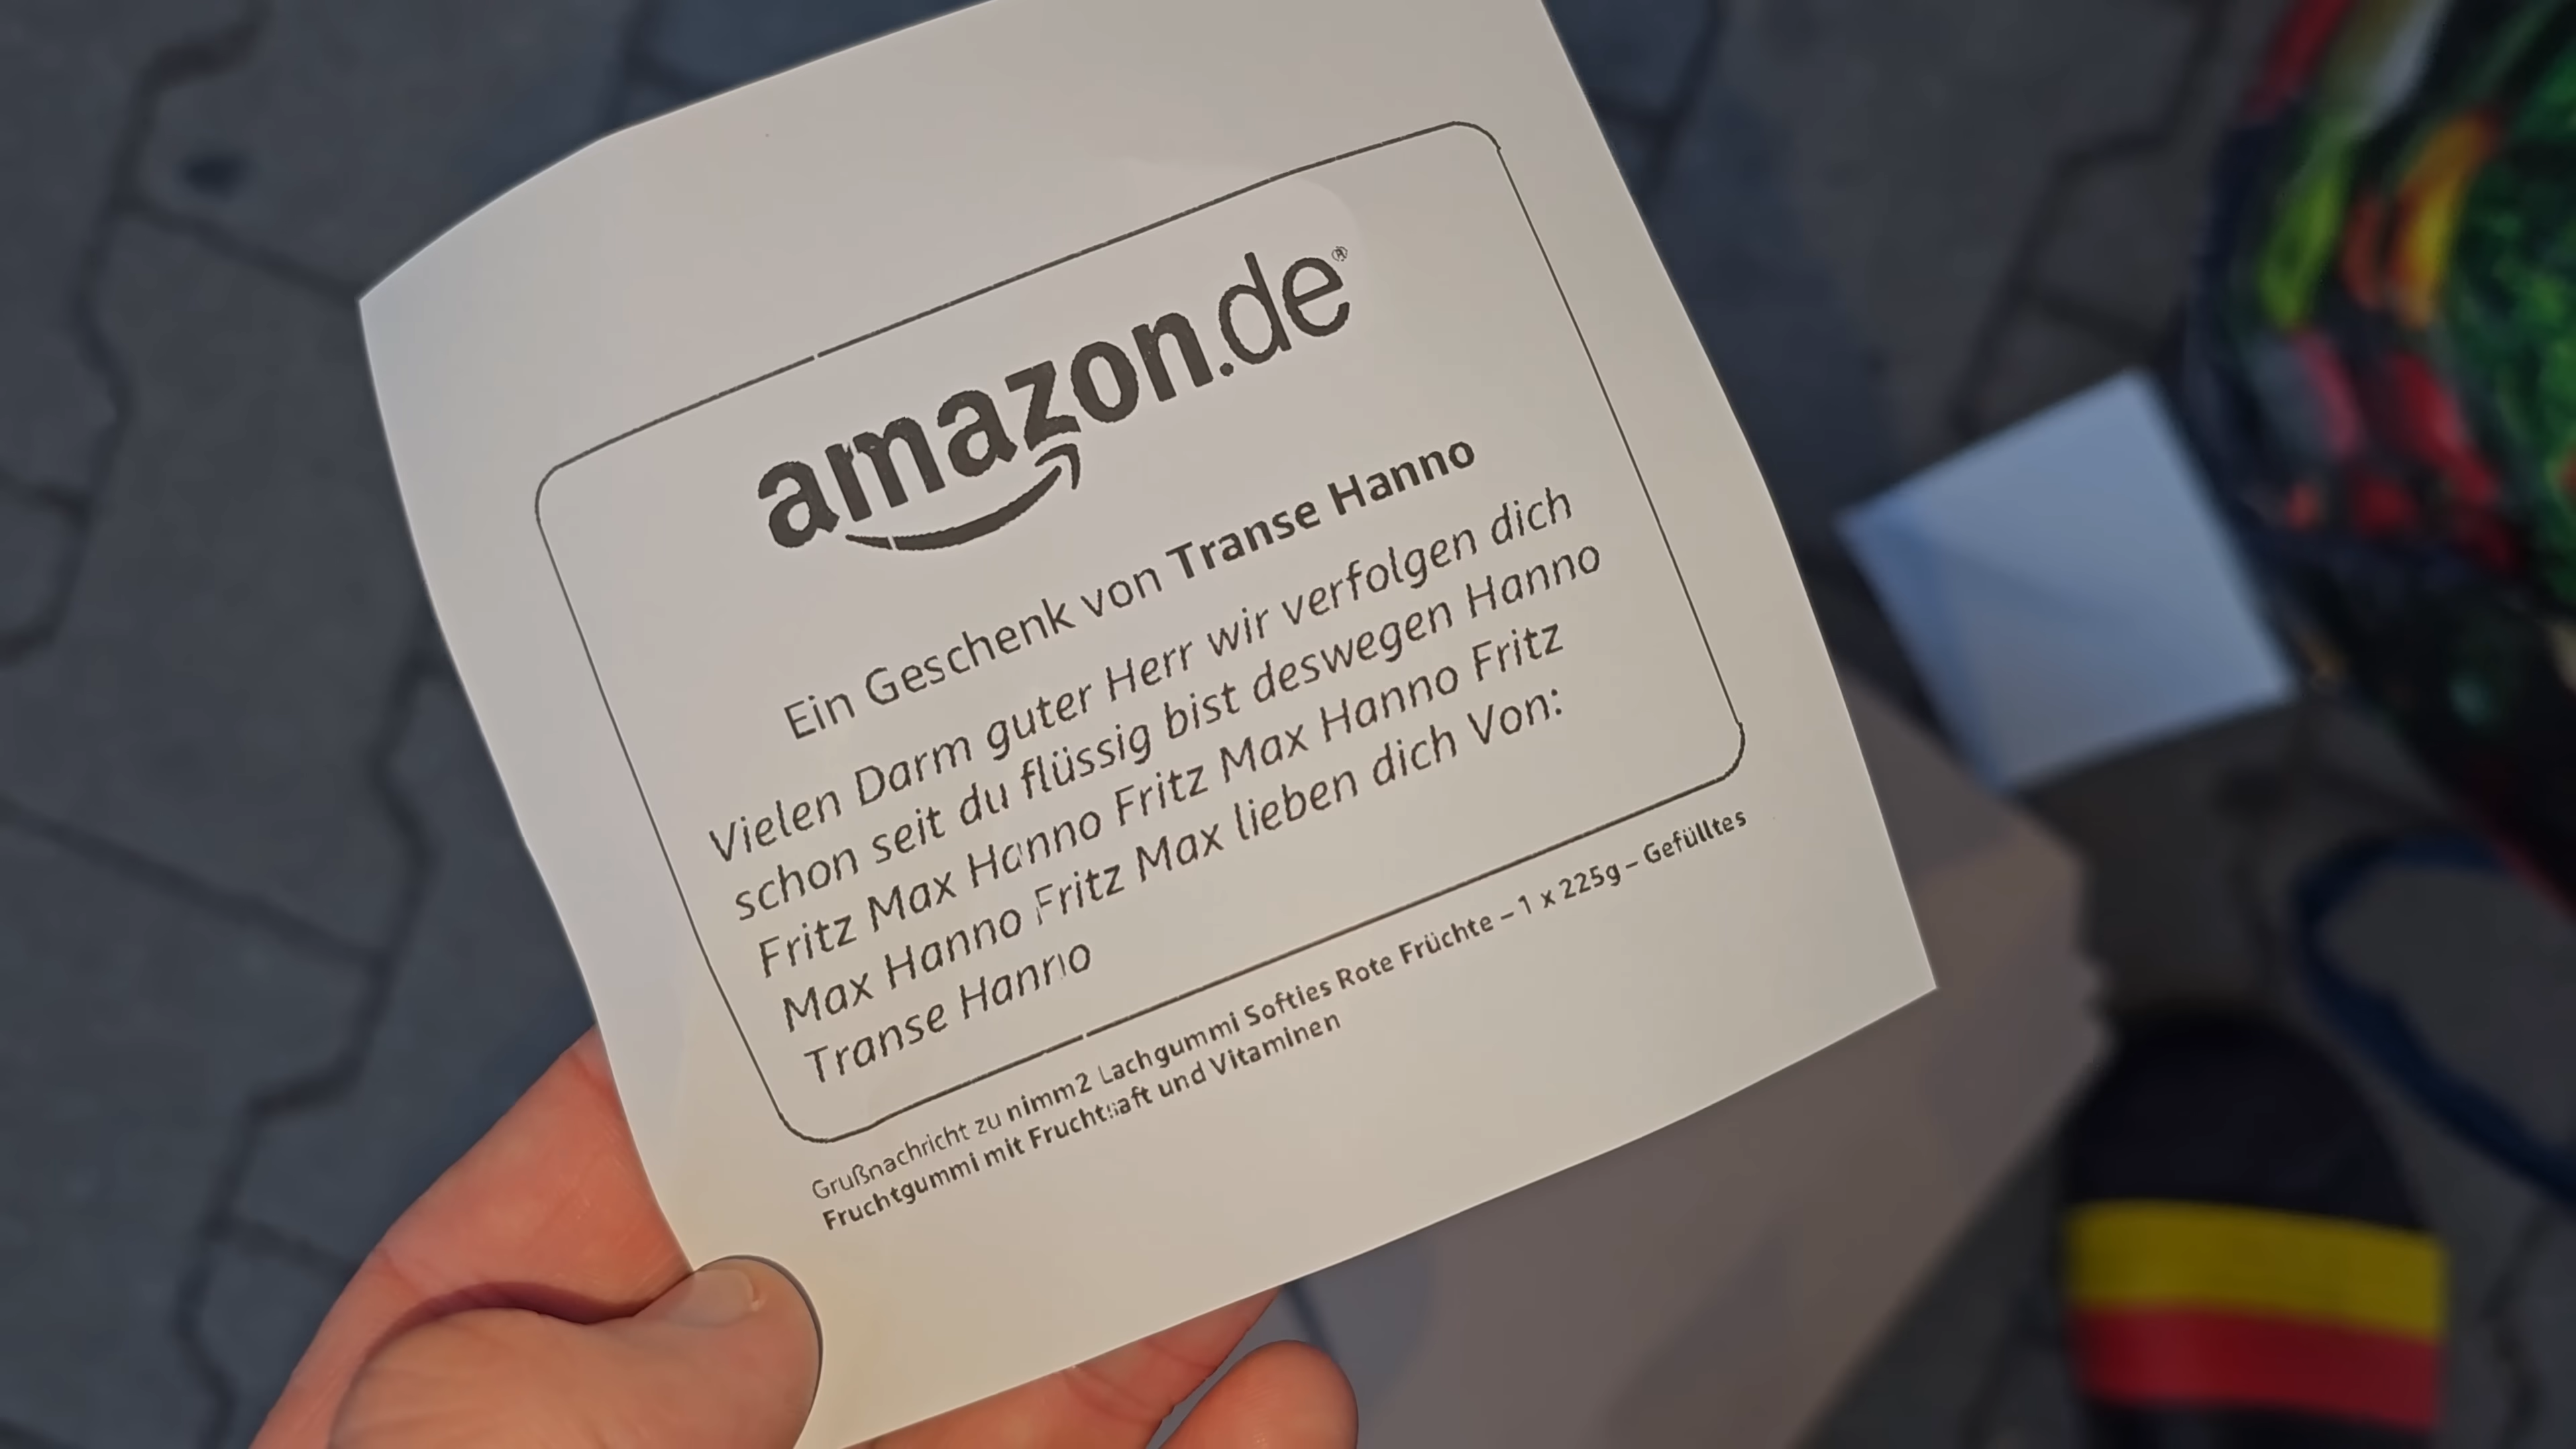 amazon.de®
Ein Geschenk von Transe Hanno
Vielen Darm guter Herr wir verfolgen dich
schon seit du flüssig bist deswegen Hanno
Fritz Max Hanno Fritz Max Hanno Fritz
Max Hanno Fritz Max lieben dich Von:
Transe Hanno
Grußnachricht zu nimm2 Lachgummi Softies Rote Früchte – 1 x 225g – Gefülltes
Fruchtgummi mit Fruchtsaft und Vitaminen